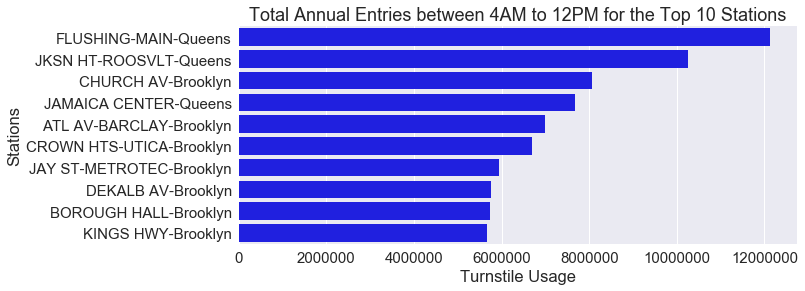 Total Annual Entries between 4AM to 12PM for the Top 10 Stations
Stations
FLUSHING-MAIN-Queens
JKSN HT-ROOSVLT-Queens
CHURCH AV-Brooklyn
JAMAICA CENTER-Queens
ATL AV-BARCLAY-Brooklyn
CROWN HTS-UTICA-Brooklyn
JAY ST-METROTEC-Brooklyn
DEKALB AV-Brooklyn
BOROUGH HALL-Brooklyn
KINGS HWY-Brooklyn
0 2000000 4000000 6000000 8000000 10000000 12000000
Turnstile Usage